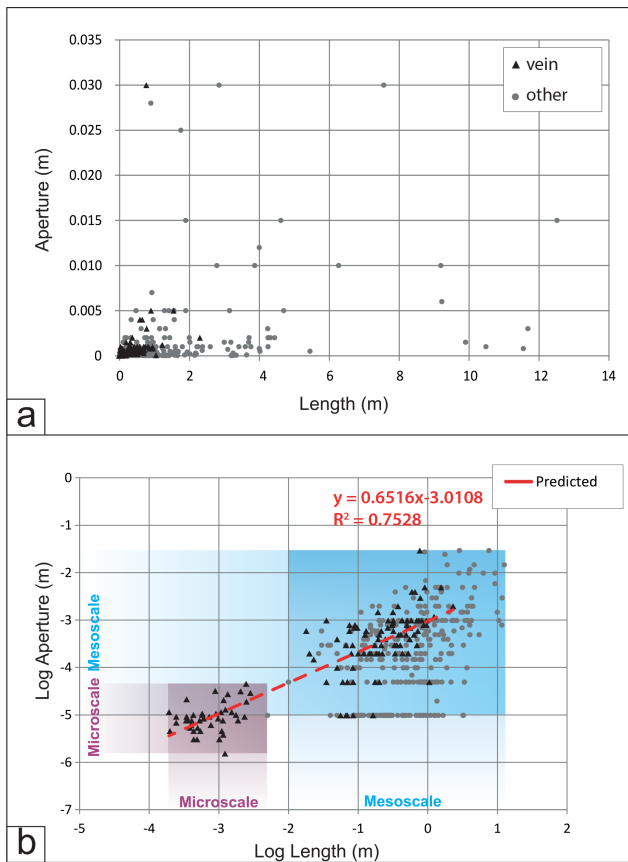 0.035
0.030
0.025
0.020
0.015
0.010
0.005
0
Aperture (m)
vein
other
0 2 4 6 8 10 12 14
Length (m)
a
0
-1
-2
-3
-4
-5
-6
-7
Log Aperture (m)
Mesoscale
Microscale
Predicted
y = 0.6516x-3.0108
R² = 0.7528
Microscale
Mesoscale
-5 -4 -3 -2 -1 0 1 2
Log Length (m)
b